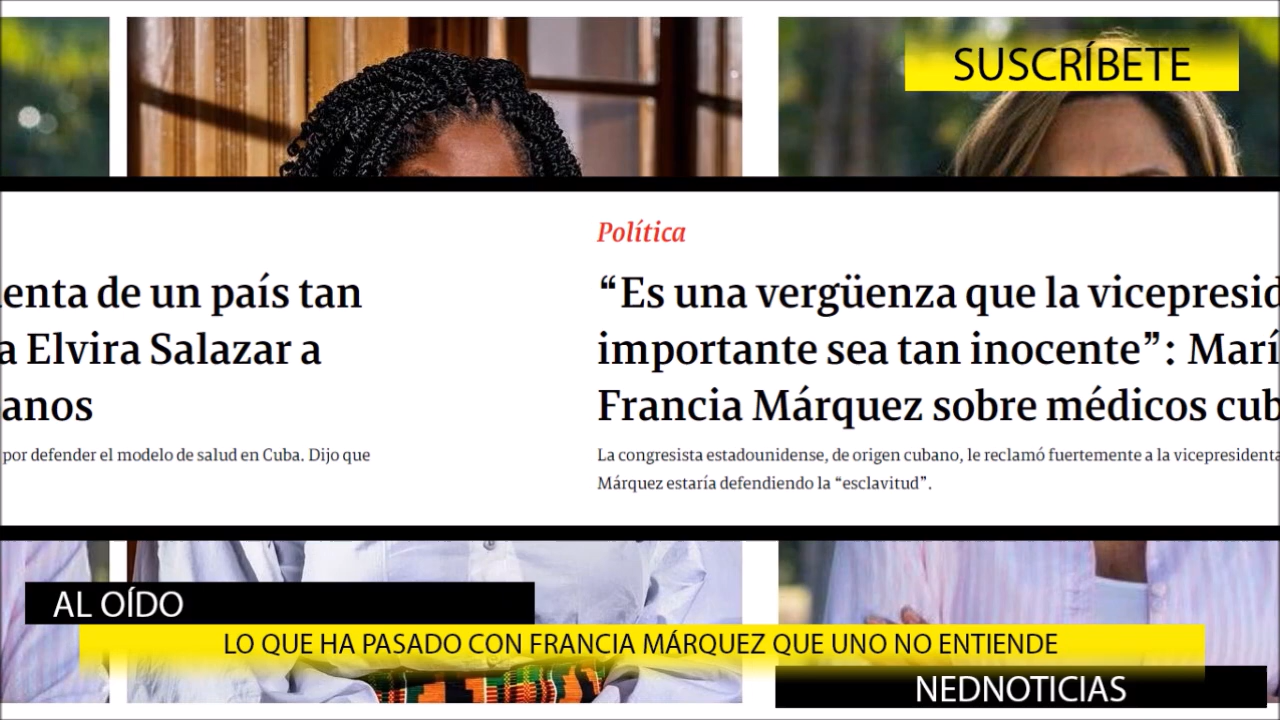 SUSCRÍBETE
Política
enta de un país tan
a Elvira Salazar a
anos
por defender el modelo de salud en Cuba. Dijo que
“Es una vergüenza que la vicepresid
importante sea tan inocente”: Marí
Francia Márquez sobre médicos cub
La congresista estadounidense, de origen cubano, le reclamó fuertemente a la vicepresidenta
Márquez estaría defendiendo la “esclavitud”.
AL OÍDO
LO QUE HA PASADO CON FRANCIA MÁRQUEZ QUE UNO NO ENTIENDE
NEDNOTICIAS